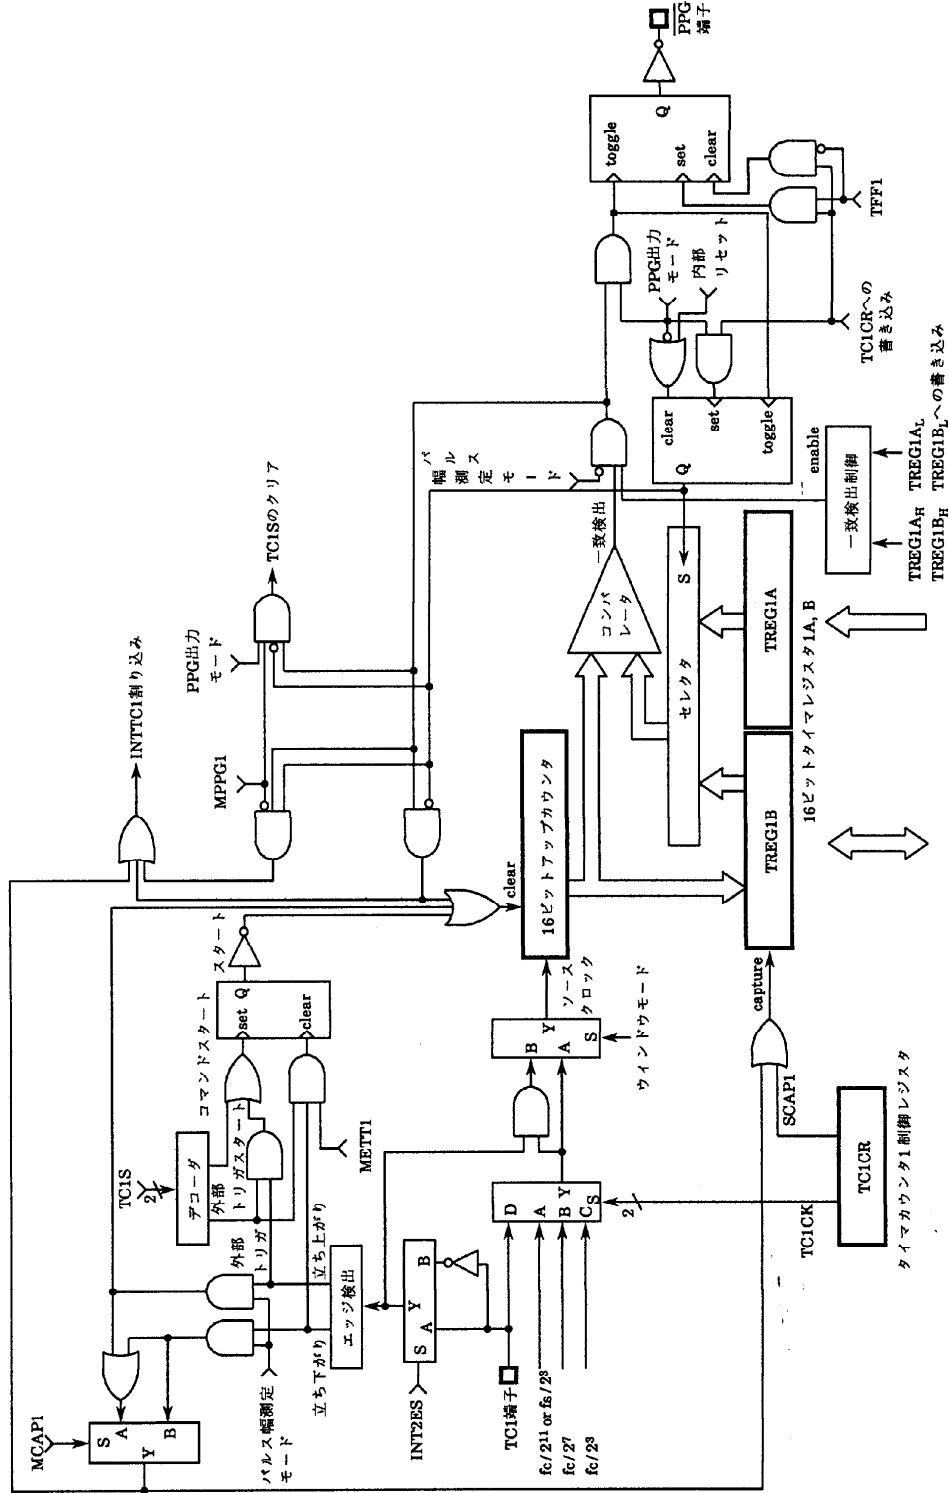 MCAP1
S
A
Y
B
パルス幅測定
モード
TC1S
2
デコーダ
外部
トリガスタート
コマンドスタート
set Q
clear
スタート
METT1
外部
トリガ
立ち上がり
立ち下がり
エッジ検出
INT2ES
S
Y
A
B
TC1端子
fc/2¹¹ or fs/2³
fc/2⁷
fc/2³
D
A
B
C
Y
S
2
TC1CK
B
Y
A
S
ソース
クロック
ウィンドウモード
SCAP1
capture
TC1CR
タイマカウンタ1制御レジスタ
INTTC1割り込み
MPPG1
PPG出力
モード
TC1Sのクリア
clear
16ビットアップカウンタ
コンパ
レータ
一致検出
パルス
幅測定
モード
セレクタ
S
TREG1B
TREG1A
16ビットタイマレジスタ1A, B
Q
clear
set
toggle
enable
一致検出制御
TREG1A_H TREG1A_L
TREG1B_H TREG1B_Lへの書き込み
PPG出力
モード
内部
リセット
TC1CRへの
書き込み
TFF1
toggle
set
clear
Q
PPG
端子